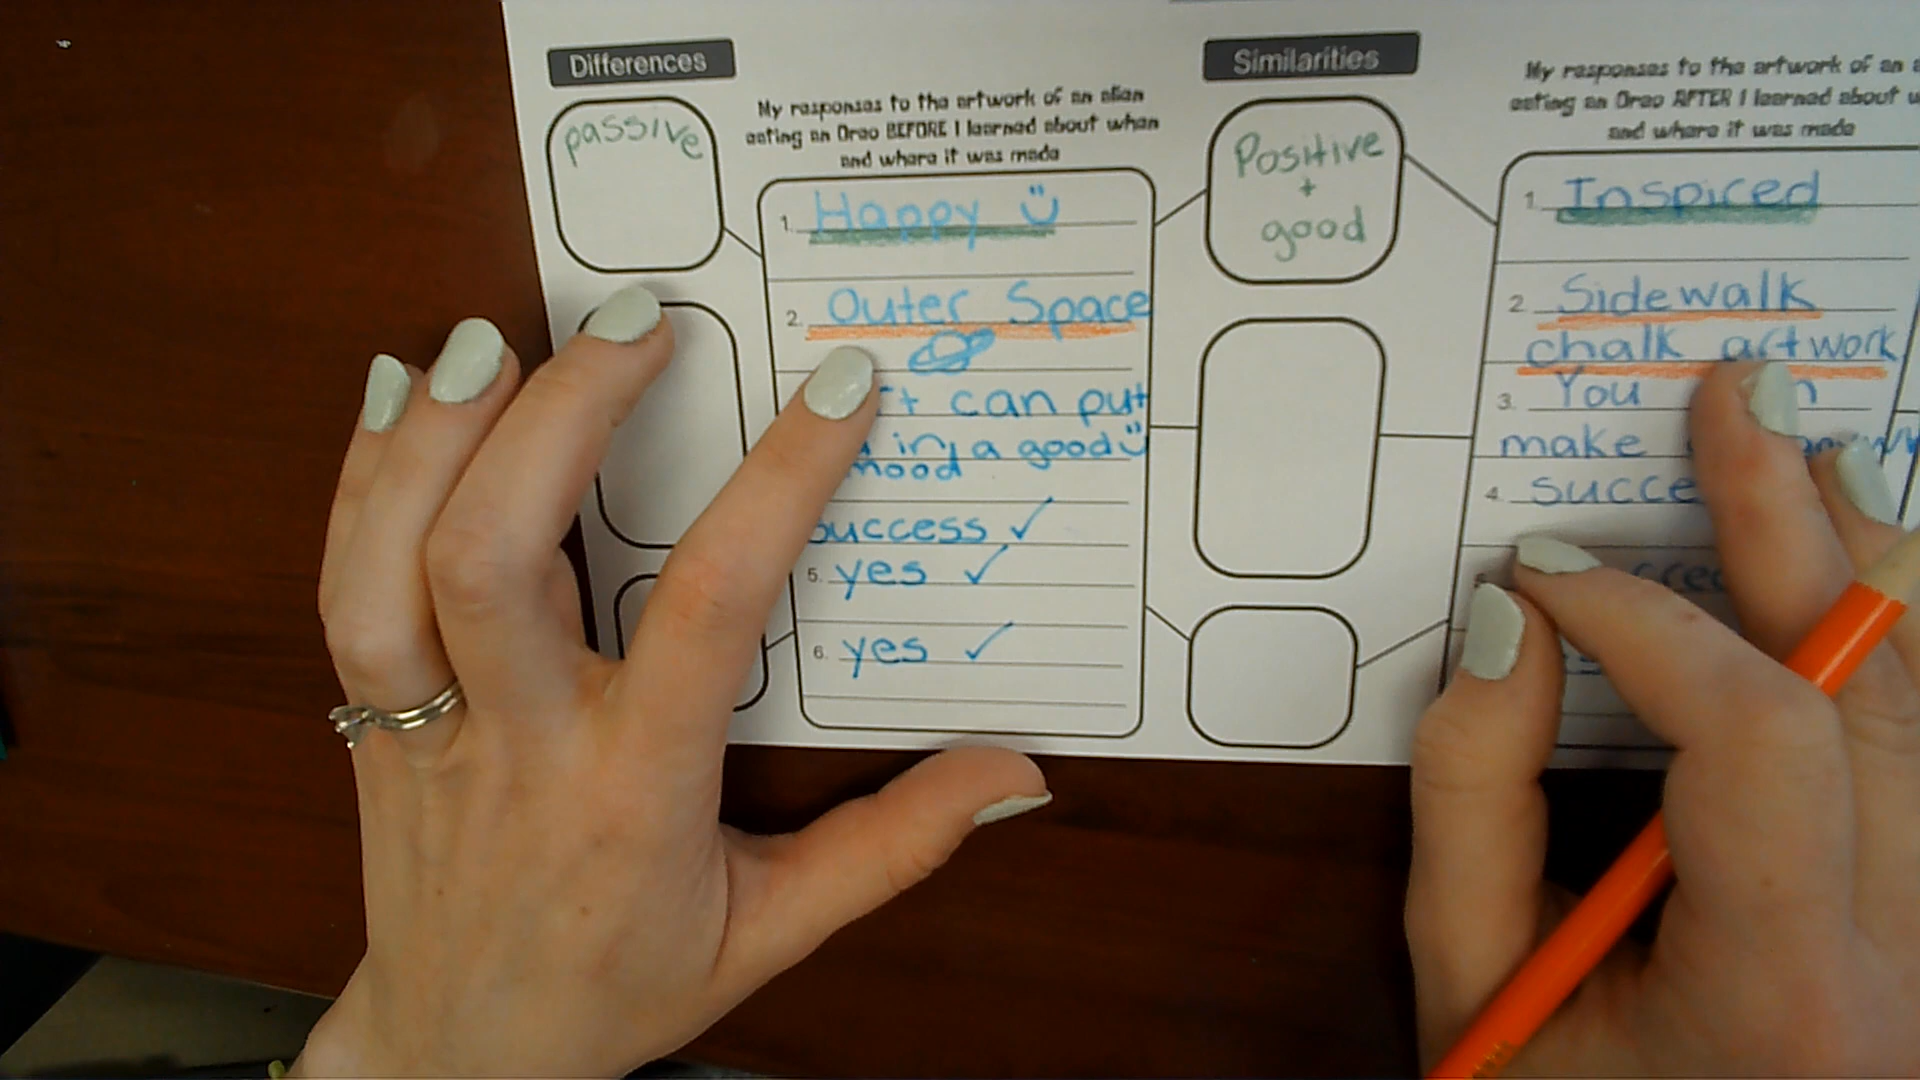 Differences
passive
My responses to the artwork of an alien
eating an Oreo BEFORE I learned about when
and where it was made
1. Happy
2. Outer Space
can put
in a good
mood
success ✓
5. yes ✓
6. yes ✓
Similarities
Positive
+
good
My responses to the artwork of an
eating an Oreo AFTER I learned about
and where it was made
1. Inspired
2. Sidewalk
chalk artwork
3. You
make
4.